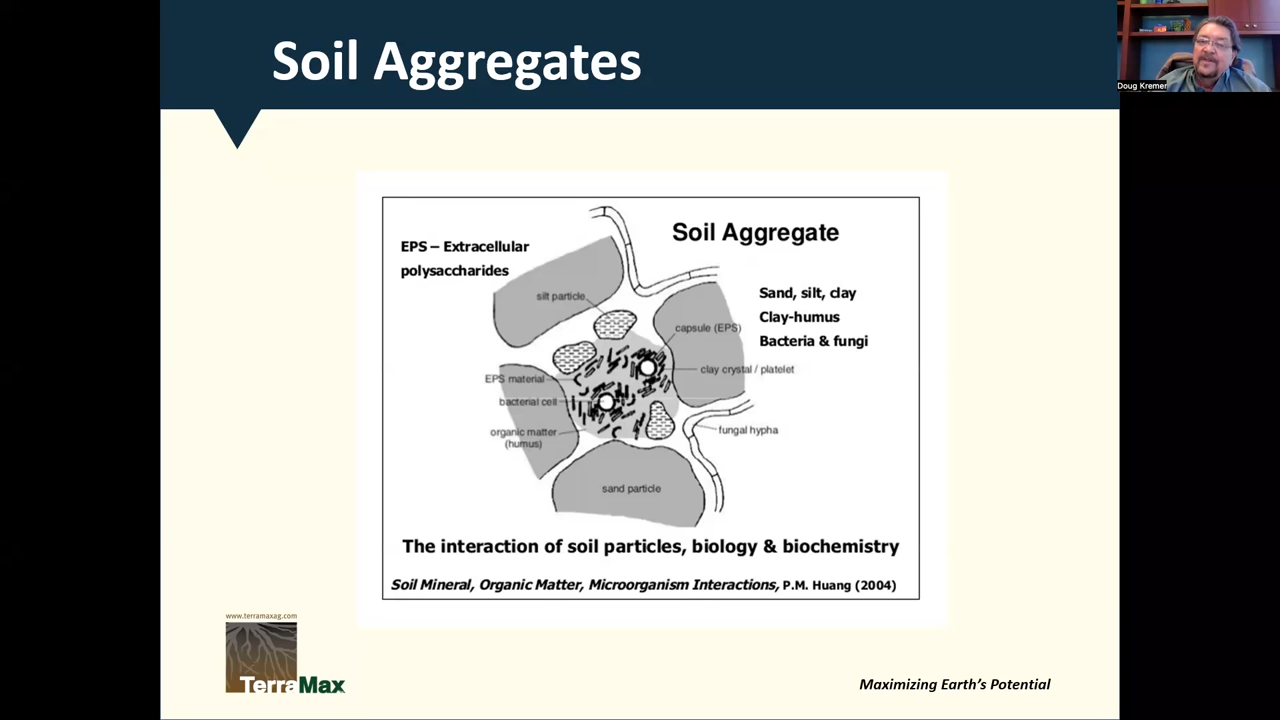 Soil Aggregates
Doug Kremer
EPS – Extracellular
polysaccharides
Soil Aggregate
Sand, silt, clay
Clay-humus
Bacteria & fungi
silt particle
capsule (EPS)
clay crystal / platelet
EPS material
bacterial cell
organic matter
(humus)
fungal hypha
sand particle
The interaction of soil particles, biology & biochemistry
Soil Mineral, Organic Matter, Microorganism Interactions, P.M. Huang (2004)
www.terramaxag.com
TerraMax
Maximizing Earth's Potential